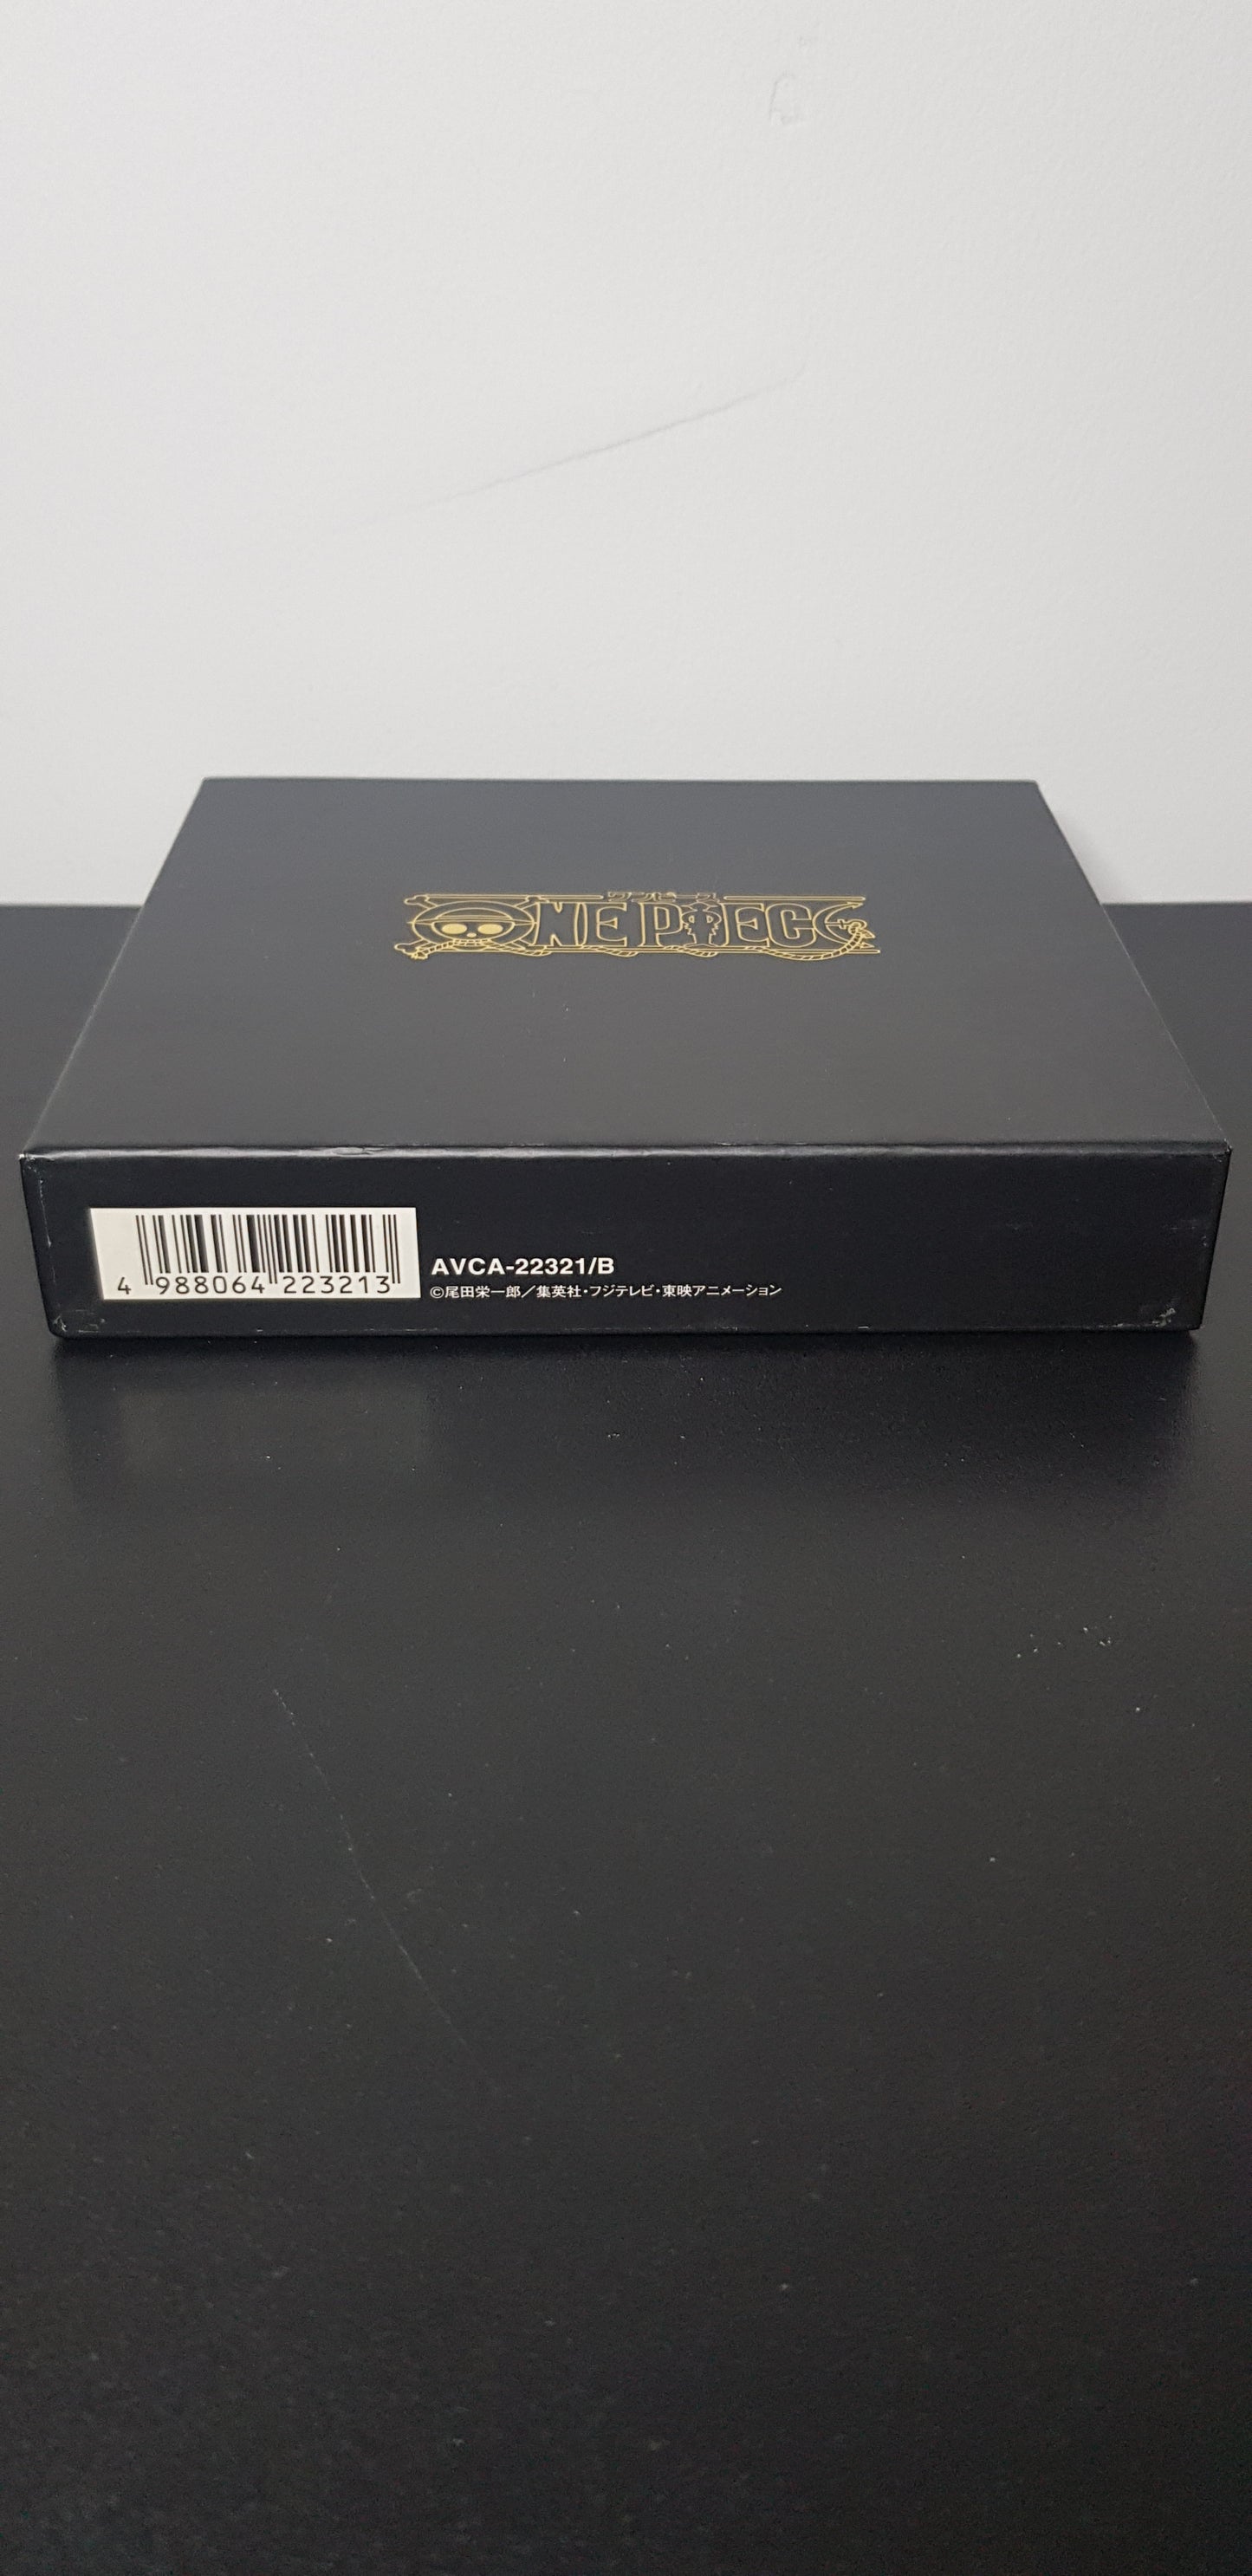 ワンピース
ONE PIECE
4 988064 223213
AVCA-22321/B
©尾田栄一郎／集英社・フジテレビ・東映アニメーション